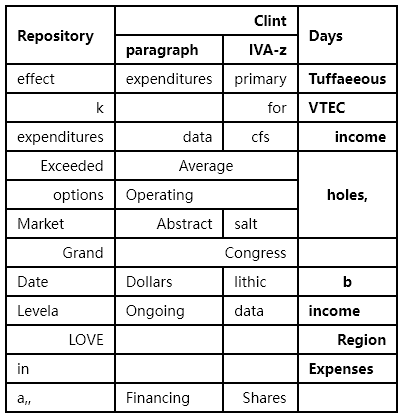 Repository Clint Days
paragraph IVA-z
effect expenditures primary Tuffaeeous
k for VTEC
expenditures data cfs income
Exceeded Average holes,
options Operating
Market Abstract salt
Grand Congress
Date Dollars lithic b
Levela Ongoing data income
LOVE Region
in Expenses
a,, Financing Shares